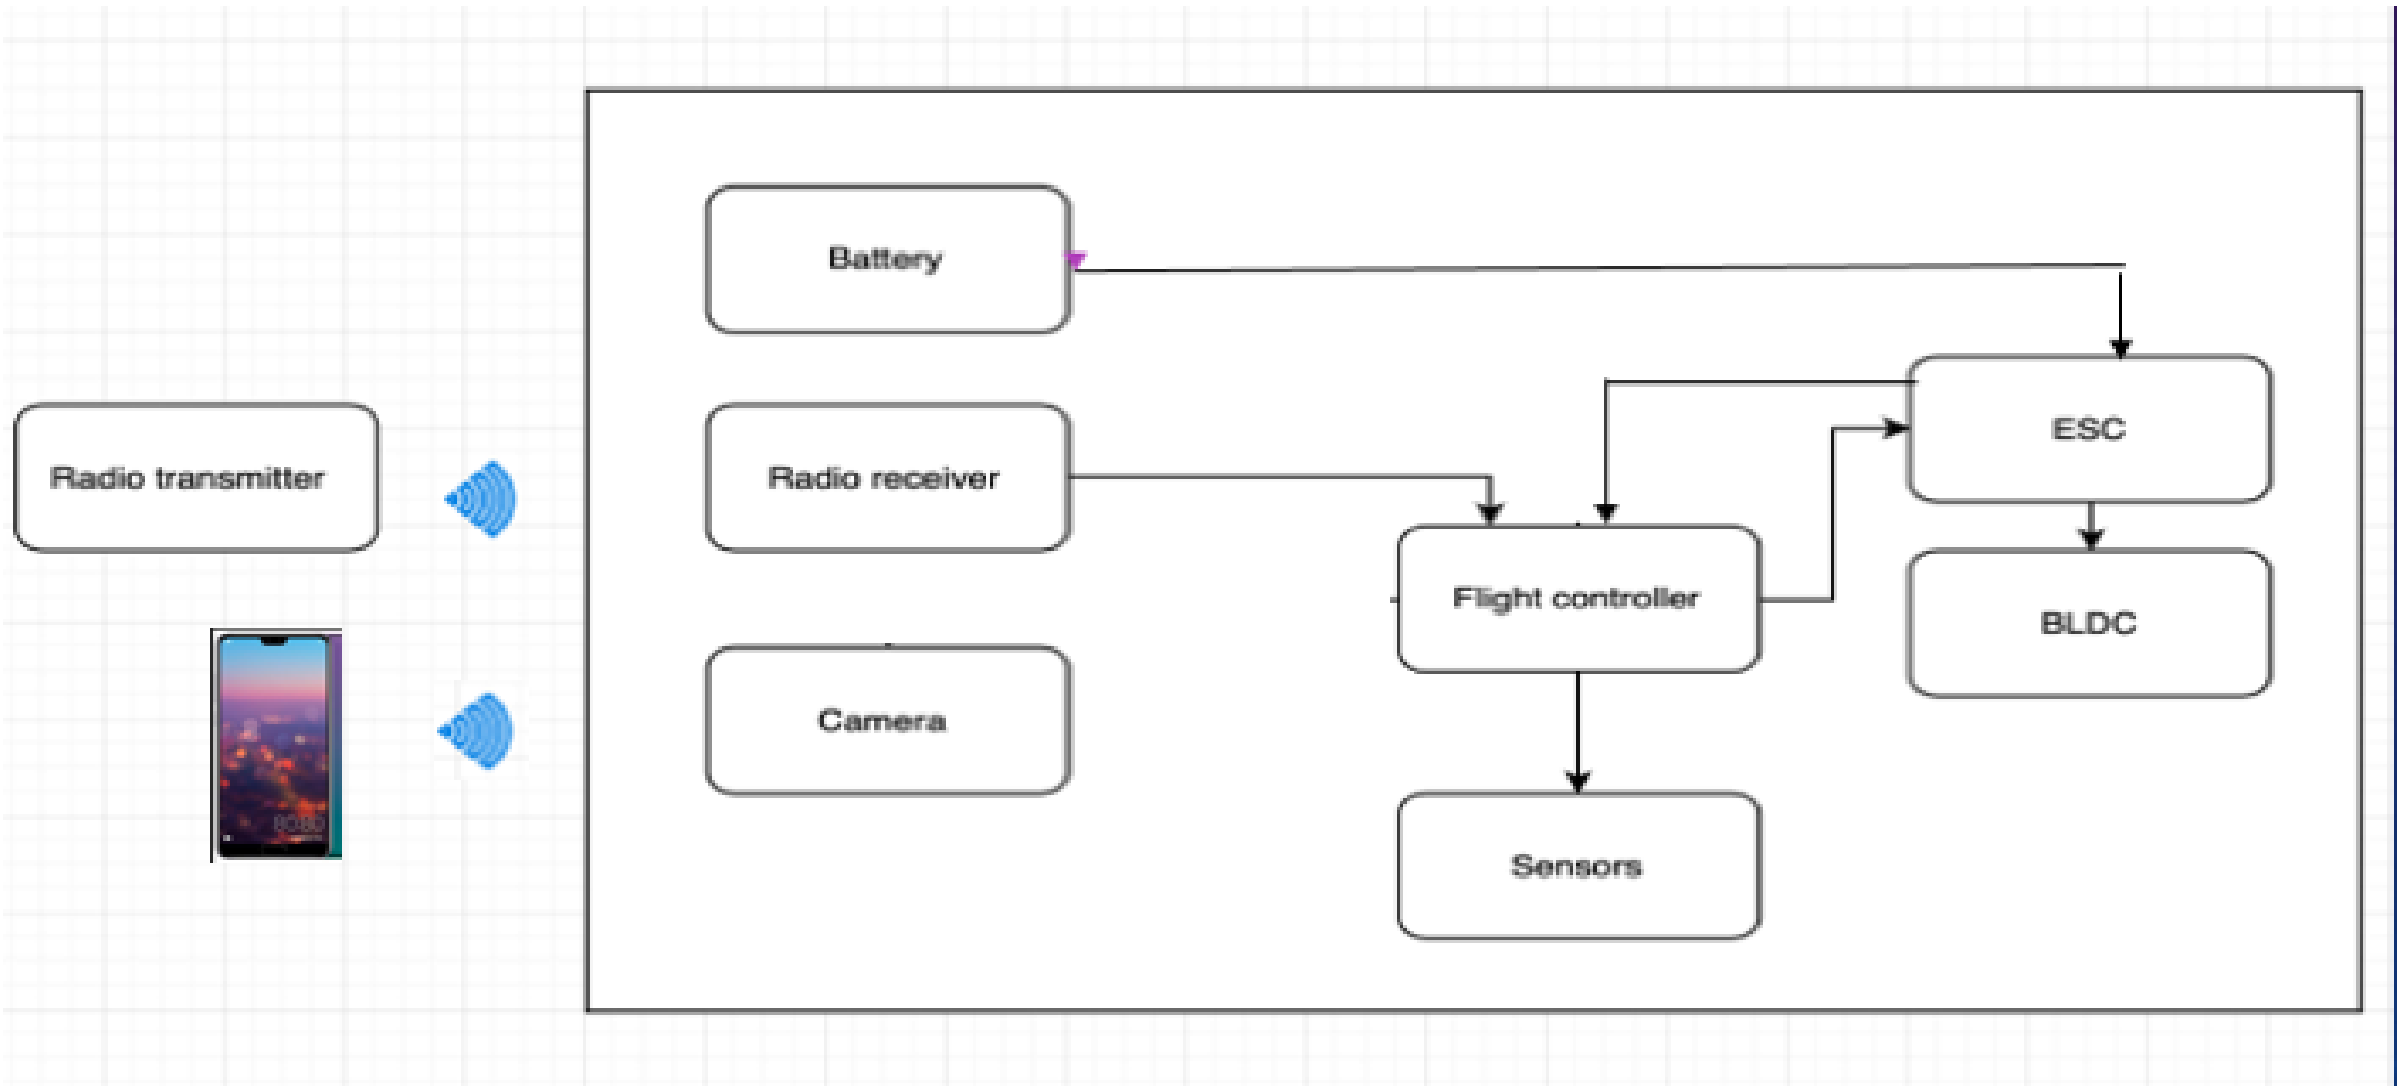 Battery
Radio transmitter
Radio receiver
ESC
Flight controller
BLDC
Camera
Sensors